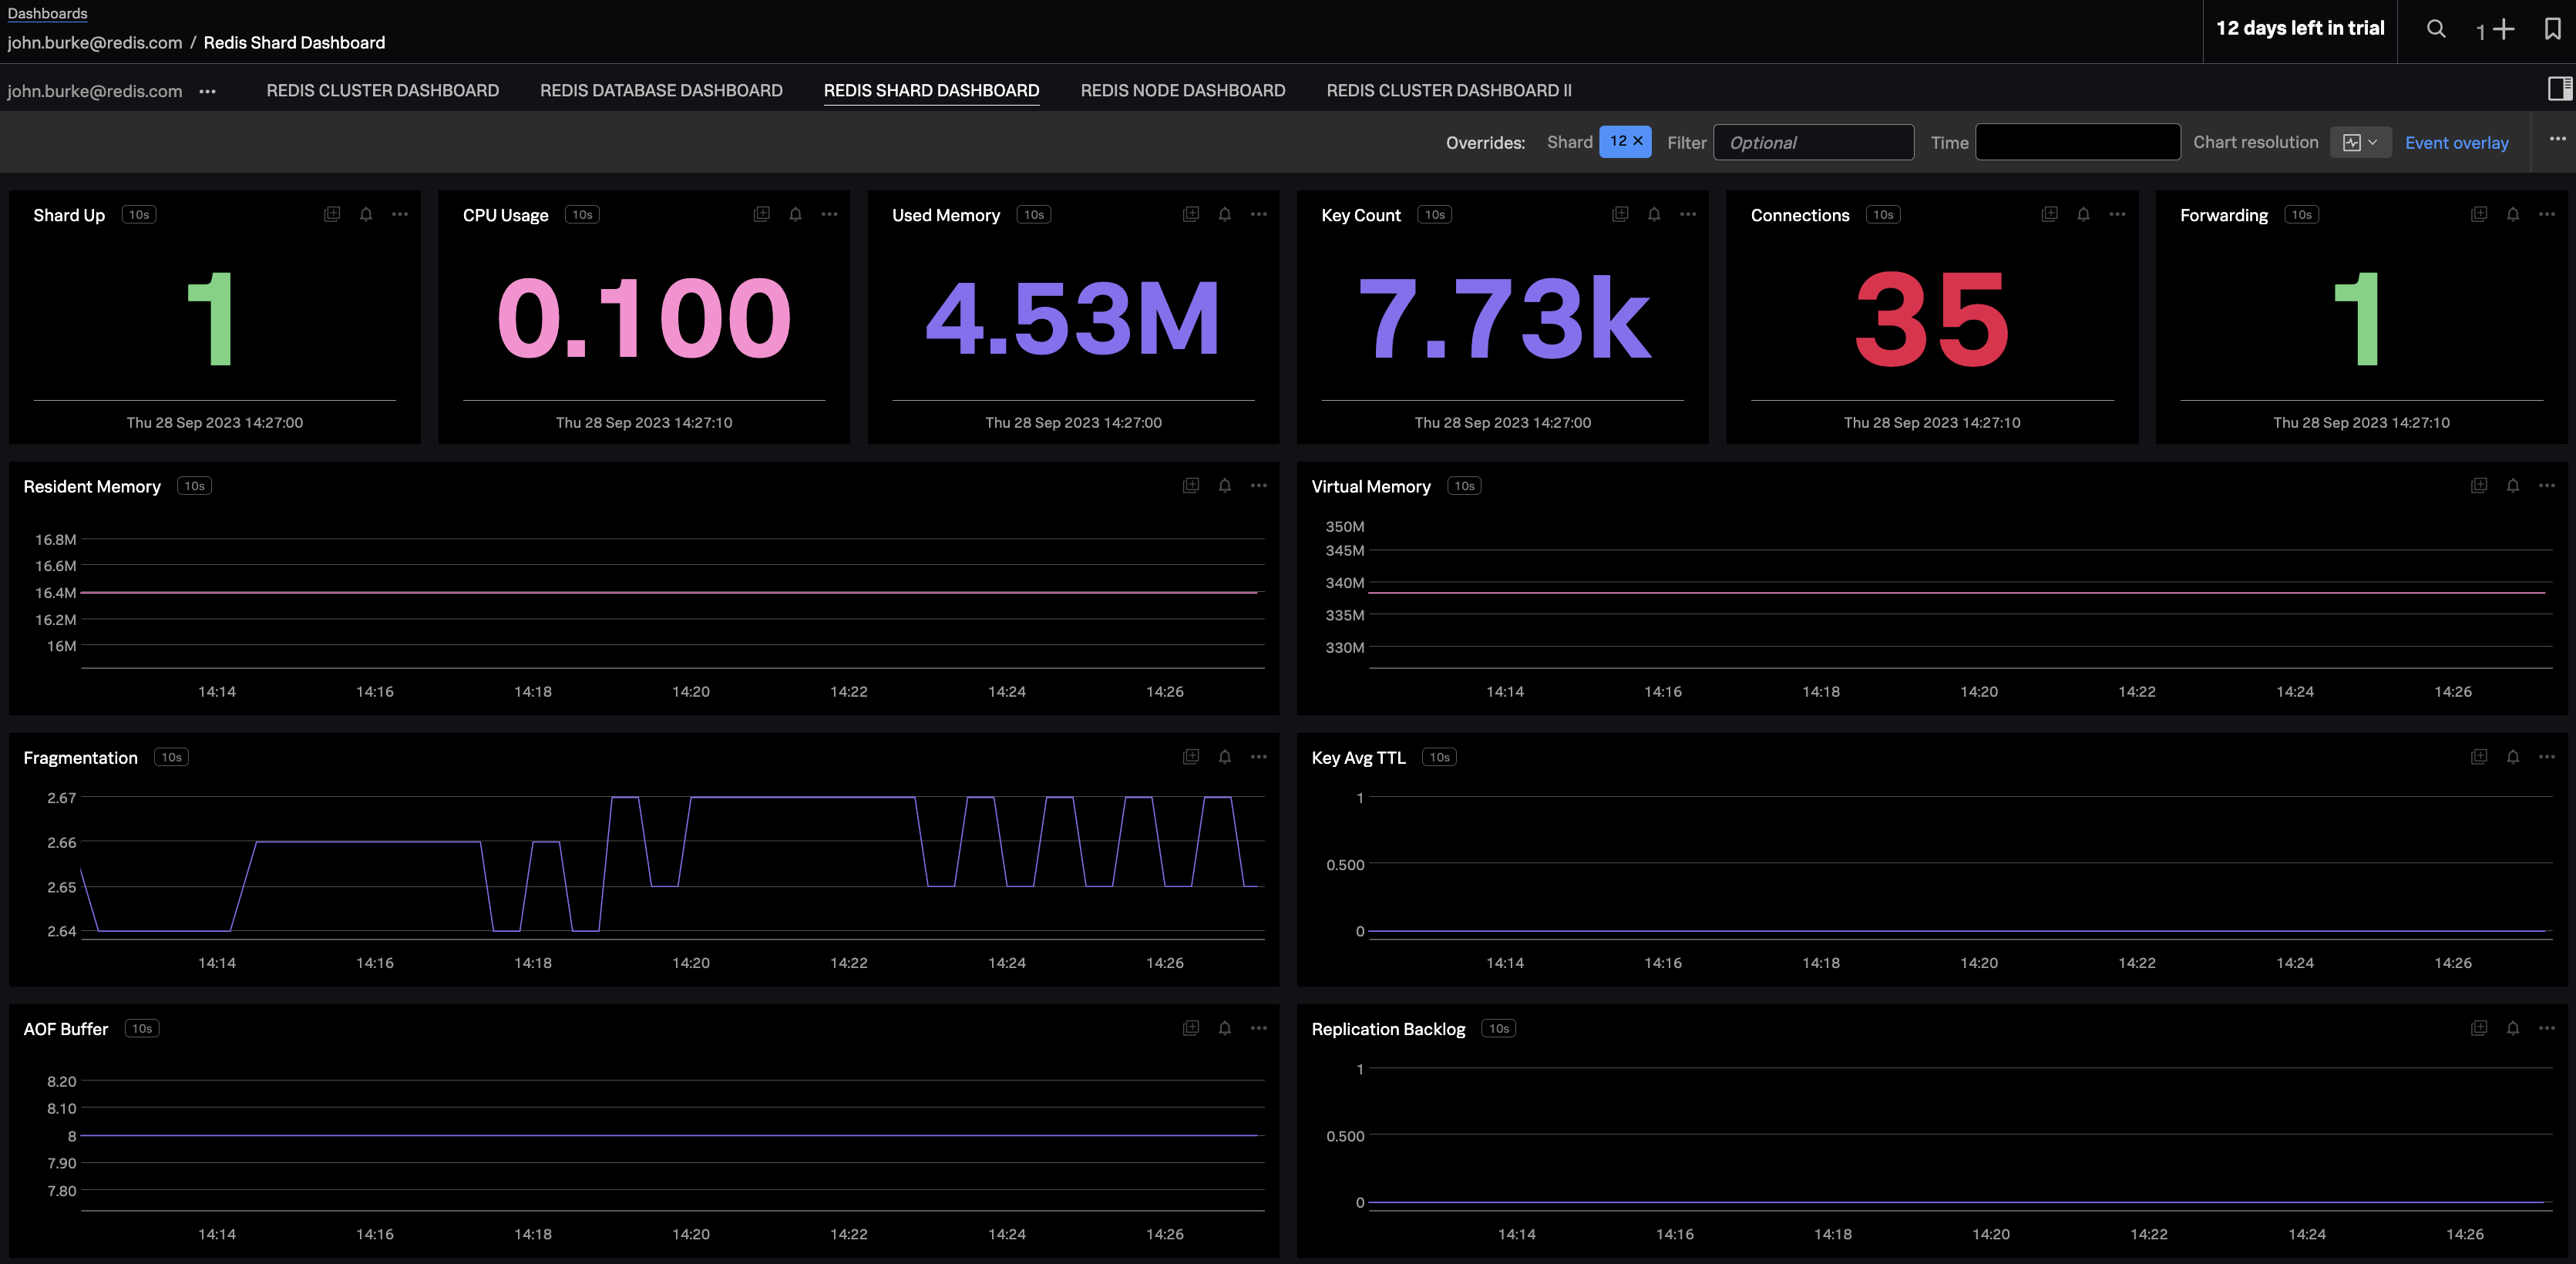 Dashboards
john.burke@redis.com / Redis Shard Dashboard
12 days left in trial
1
john.burke@redis.com ••• REDIS CLUSTER DASHBOARD REDIS DATABASE DASHBOARD REDIS SHARD DASHBOARD REDIS NODE DASHBOARD REDIS CLUSTER DASHBOARD II
Overrides: Shard 12 × Filter Optional Time Chart resolution Event overlay
Shard Up 10s
1
Thu 28 Sep 2023 14:27:00
CPU Usage 10s
0.100
Thu 28 Sep 2023 14:27:10
Used Memory 10s
4.53M
Thu 28 Sep 2023 14:27:00
Key Count 10s
7.73k
Thu 28 Sep 2023 14:27:00
Connections 10s
35
Thu 28 Sep 2023 14:27:10
Forwarding 10s
1
Thu 28 Sep 2023 14:27:10
Resident Memory 10s
16.8M
16.6M
16.4M
16.2M
16M
14:14 14:16 14:18 14:20 14:22 14:24 14:26
Virtual Memory 10s
350M
345M
340M
335M
330M
14:14 14:16 14:18 14:20 14:22 14:24 14:26
Fragmentation 10s
2.67
2.66
2.65
2.64
14:14 14:16 14:18 14:20 14:22 14:24 14:26
Key Avg TTL 10s
1
0.500
0
14:14 14:16 14:18 14:20 14:22 14:24 14:26
AOF Buffer 10s
8.20
8.10
8
7.90
7.80
14:14 14:16 14:18 14:20 14:22 14:24 14:26
Replication Backlog 10s
1
0.500
0
14:14 14:16 14:18 14:20 14:22 14:24 14:26